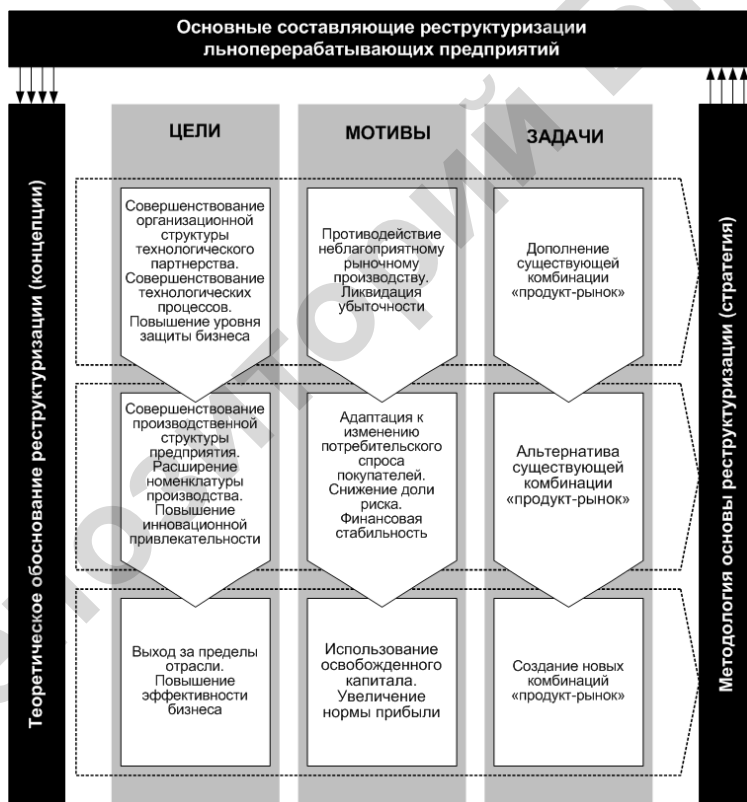 Основные составляющие реструктуризации
льноперерабатывающих предприятий
Теоретическое обоснование реструктуризации (концепции)
ЦЕЛИ
МОТИВЫ
ЗАДАЧИ
Совершенствование
организационной
структуры
технологического
партнерства.
Совершенствование
технологических
процессов.
Повышение уровня
защиты бизнеса
Противодействие
неблагоприятному
рыночному
производству.
Ликвидация
убыточности
Дополнение
существующей
комбинации
«продукт-рынок»
Совершенствование
производственной
структуры
предприятия.
Расширение
номенклатуры
производства.
Повышение
инновационной
привлекательности
Адаптация к
изменению
потребительского
спроса
покупателей.
Снижение доли
риска.
Финансовая
стабильность
Альтернатива
существующей
комбинации
«продукт-рынок»
Выход за пределы
отрасли.
Повышение
эффективности
бизнеса
Использование
освобожденного
капитала.
Увеличение
нормы прибыли
Создание новых
комбинаций
«продукт-рынок»
Методология основы реструктуризации (стратегия)